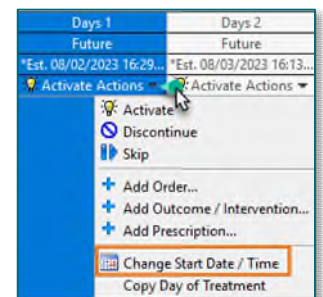 Days 1 Days 2
Future Future
*Est. 08/02/2023 16:29... *Est. 08/03/2023 16:13...
Activate Actions Activate Actions
Activate
Discontinue
Skip
Add Order...
Add Outcome / Intervention...
Add Prescription...
Change Start Date / Time
Copy Day of Treatment